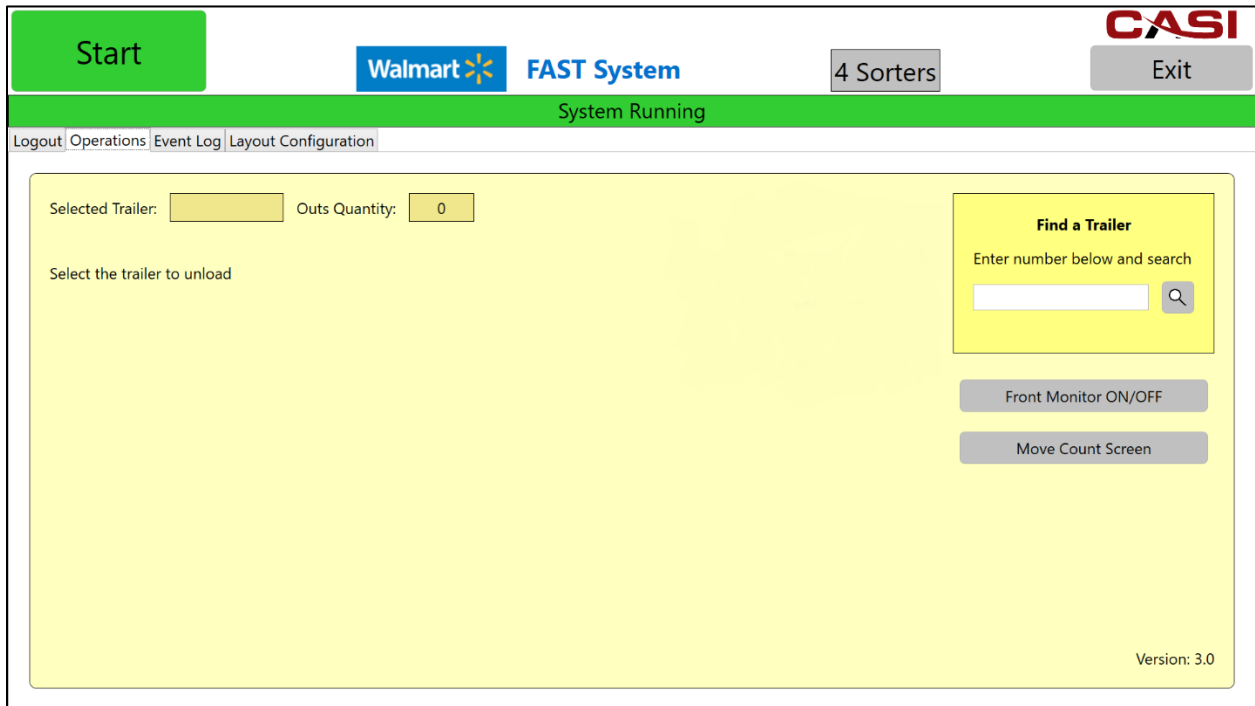 CASI
Start
Walmart FAST System 4 Sorters Exit
System Running
Logout Operations Event Log Layout Configuration
Selected Trailer: Outs Quantity: 0
Find a Trailer
Enter number below and search
Select the trailer to unload
Front Monitor ON/OFF
Move Count Screen
Version: 3.0